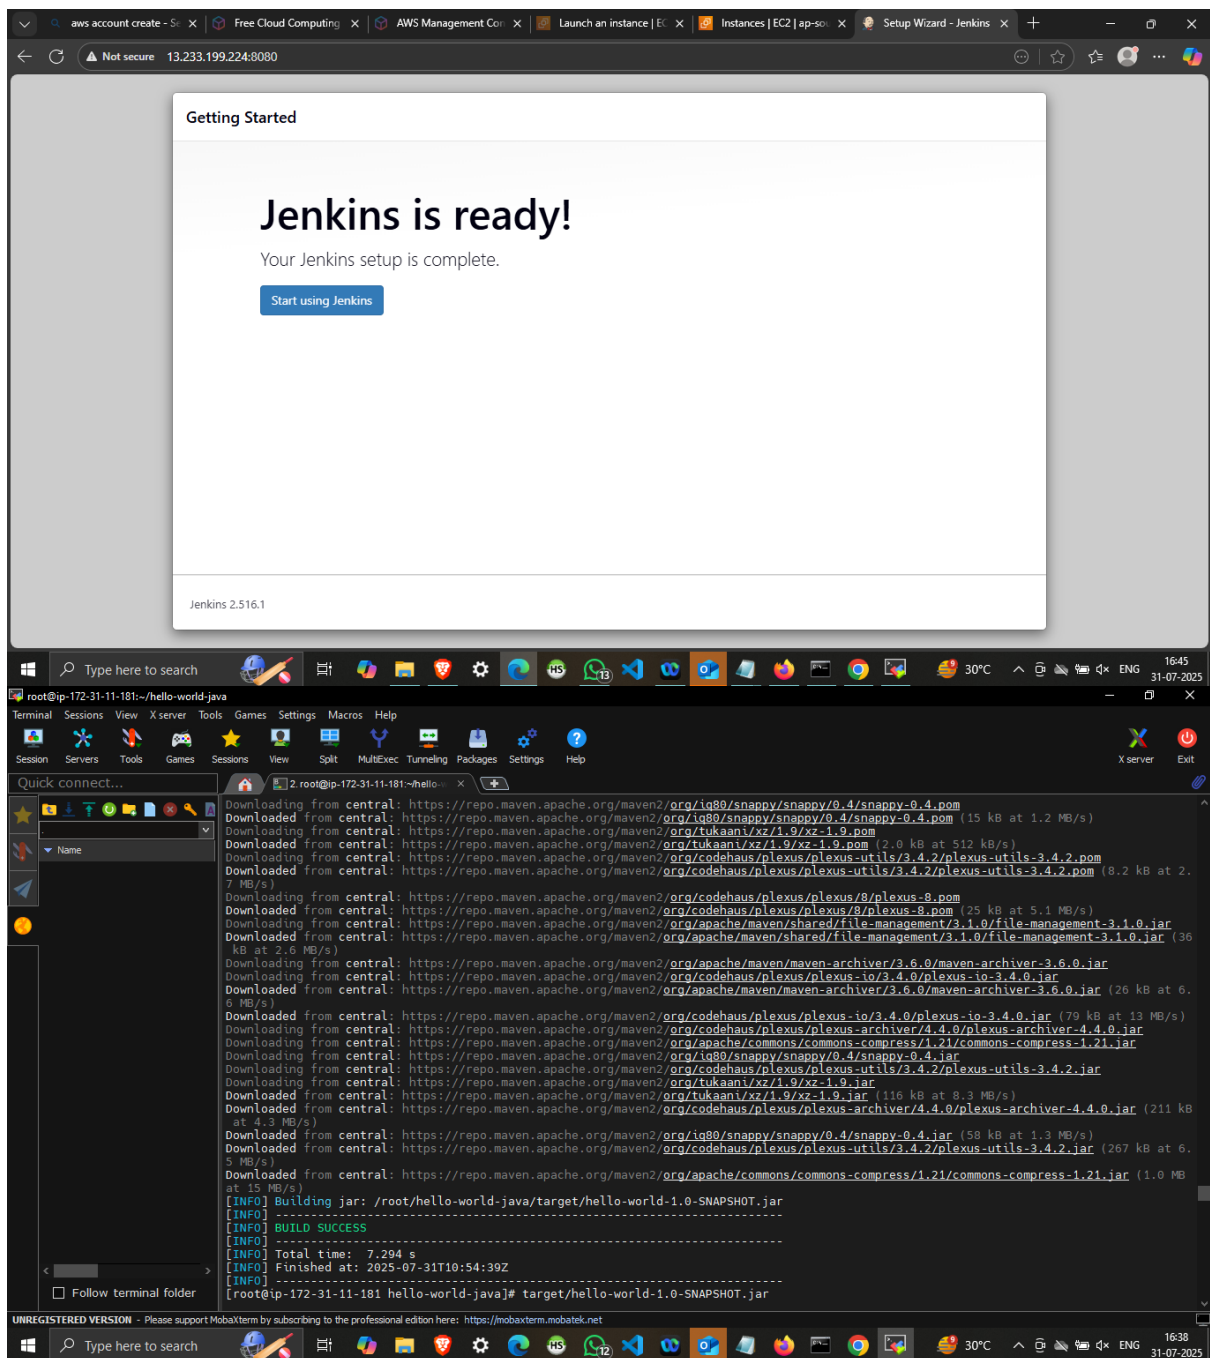 aws account create - Se
Free Cloud Computing
AWS Management Con
Launch an instance | EC
Instances | EC2 | ap-sou
Setup Wizard - Jenkins
Not secure 13.233.199.224:8080
Getting Started
Jenkins is ready!
Your Jenkins setup is complete.
Start using Jenkins
Jenkins 2.516.1
Type here to search
HS
13
30°C
ENG
16:45
31-07-2025
root@ip-172-31-11-181:~/hello-world-java
Terminal Sessions View X server Tools Games Settings Macros Help
Session Servers Tools Games Sessions View Split MultiExec Tunneling Packages Settings Help X server Exit
Quick connect...
2. root@ip-172-31-11-181:~/hello-w
.
Name
Downloading from central: https://repo.maven.apache.org/maven2/org/iq80/snappy/snappy/0.4/snappy-0.4.pom
Downloaded from central: https://repo.maven.apache.org/maven2/org/iq80/snappy/snappy/0.4/snappy-0.4.pom (15 kB at 1.2 MB/s)
Downloading from central: https://repo.maven.apache.org/maven2/org/tukaani/xz/1.9/xz-1.9.pom
Downloaded from central: https://repo.maven.apache.org/maven2/org/tukaani/xz/1.9/xz-1.9.pom (2.0 kB at 512 kB/s)
Downloading from central: https://repo.maven.apache.org/maven2/org/codehaus/plexus/plexus-utils/3.4.2/plexus-utils-3.4.2.pom
Downloaded from central: https://repo.maven.apache.org/maven2/org/codehaus/plexus/plexus-utils/3.4.2/plexus-utils-3.4.2.pom (8.2 kB at 2.
7 MB/s)
Downloading from central: https://repo.maven.apache.org/maven2/org/codehaus/plexus/plexus/8/plexus-8.pom
Downloaded from central: https://repo.maven.apache.org/maven2/org/codehaus/plexus/plexus/8/plexus-8.pom (25 kB at 5.1 MB/s)
Downloading from central: https://repo.maven.apache.org/maven2/org/apache/maven/shared/file-management/3.1.0/file-management-3.1.0.jar
Downloaded from central: https://repo.maven.apache.org/maven2/org/apache/maven/shared/file-management/3.1.0/file-management-3.1.0.jar (36
kB at 2.6 MB/s)
Downloading from central: https://repo.maven.apache.org/maven2/org/apache/maven/maven-archiver/3.6.0/maven-archiver-3.6.0.jar
Downloading from central: https://repo.maven.apache.org/maven2/org/codehaus/plexus/plexus-io/3.4.0/plexus-io-3.4.0.jar
Downloaded from central: https://repo.maven.apache.org/maven2/org/apache/maven/maven-archiver/3.6.0/maven-archiver-3.6.0.jar (26 kB at 6.
6 MB/s)
Downloaded from central: https://repo.maven.apache.org/maven2/org/codehaus/plexus/plexus-io/3.4.0/plexus-io-3.4.0.jar (79 kB at 13 MB/s)
Downloading from central: https://repo.maven.apache.org/maven2/org/codehaus/plexus/plexus-archiver/4.4.0/plexus-archiver-4.4.0.jar
Downloading from central: https://repo.maven.apache.org/maven2/org/apache/commons/commons-compress/1.21/commons-compress-1.21.jar
Downloading from central: https://repo.maven.apache.org/maven2/org/iq80/snappy/snappy/0.4/snappy-0.4.jar
Downloading from central: https://repo.maven.apache.org/maven2/org/codehaus/plexus/plexus-utils/3.4.2/plexus-utils-3.4.2.jar
Downloading from central: https://repo.maven.apache.org/maven2/org/tukaani/xz/1.9/xz-1.9.jar
Downloaded from central: https://repo.maven.apache.org/maven2/org/tukaani/xz/1.9/xz-1.9.jar (116 kB at 8.3 MB/s)
Downloaded from central: https://repo.maven.apache.org/maven2/org/codehaus/plexus/plexus-archiver/4.4.0/plexus-archiver-4.4.0.jar (211 kB
at 4.3 MB/s)
Downloaded from central: https://repo.maven.apache.org/maven2/org/iq80/snappy/snappy/0.4/snappy-0.4.jar (58 kB at 1.3 MB/s)
Downloaded from central: https://repo.maven.apache.org/maven2/org/codehaus/plexus/plexus-utils/3.4.2/plexus-utils-3.4.2.jar (267 kB at 6.
5 MB/s)
Downloaded from central: https://repo.maven.apache.org/maven2/org/apache/commons/commons-compress/1.21/commons-compress-1.21.jar (1.0 MB
at 15 MB/s)
[INFO] Building jar: /root/hello-world-java/target/hello-world-1.0-SNAPSHOT.jar
[INFO] ------------------------------------------------------------------------
[INFO] BUILD SUCCESS
[INFO] ------------------------------------------------------------------------
[INFO] Total time:  7.294 s
[INFO] Finished at: 2025-07-31T10:54:39Z
[INFO] ------------------------------------------------------------------------
[root@ip-172-31-11-181 hello-world-java]# target/hello-world-1.0-SNAPSHOT.jar
Follow terminal folder
UNREGISTERED VERSION - Please support MobaXterm by subscribing to the professional edition here: https://mobaxterm.mobatek.net
Type here to search
HS
12
30°C
ENG
16:38
31-07-2025